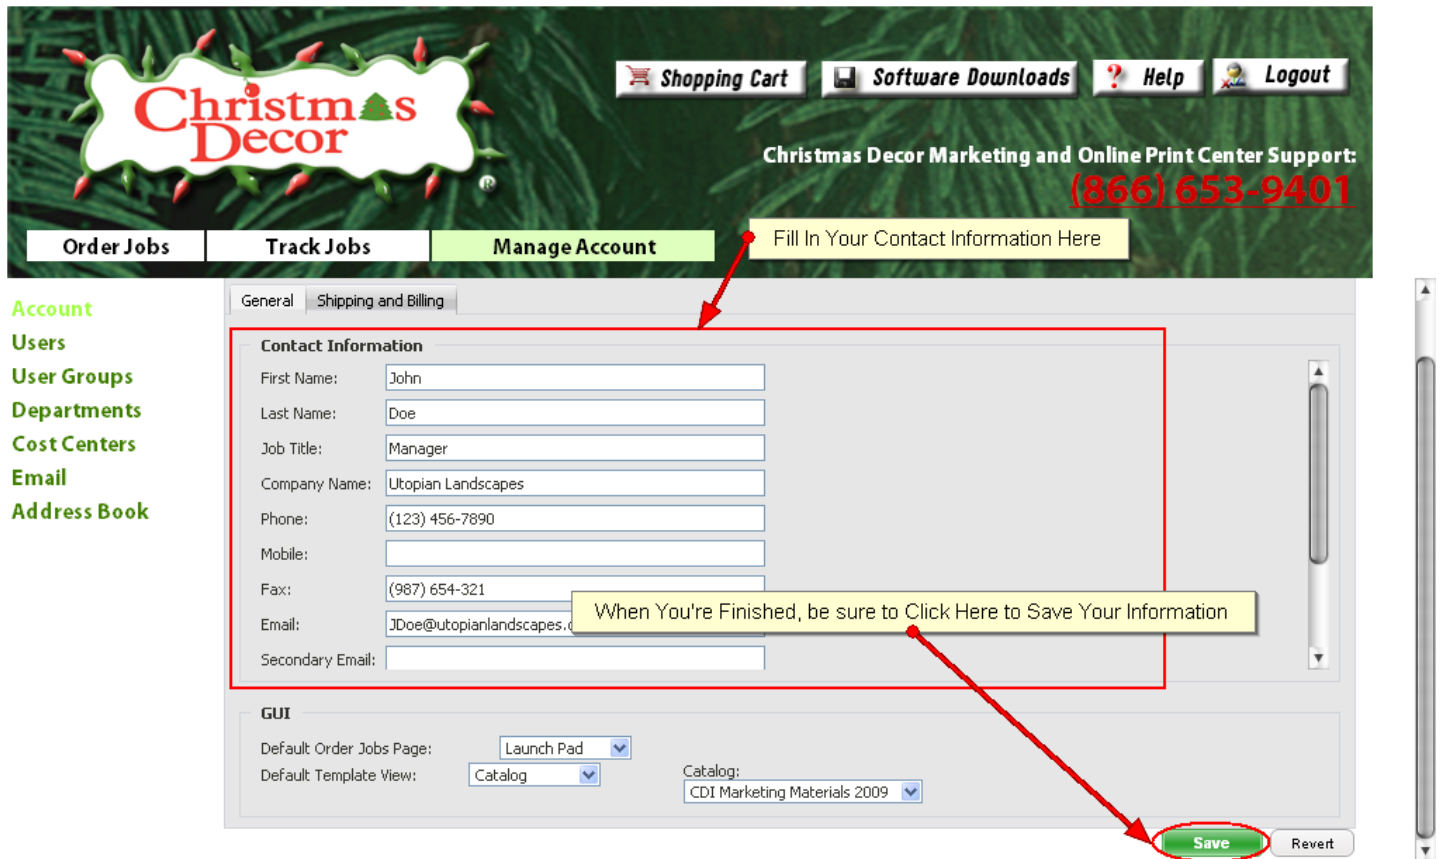 Shopping Cart
Software Downloads
? Help
Logout
Christmas
Decor
®
Christmas Decor Marketing and Online Print Center Support:
(866) 653-9401
Order Jobs
Track Jobs
Manage Account
Fill In Your Contact Information Here
Account
Users
User Groups
Departments
Cost Centers
Email
Address Book
General
Shipping and Billing
Contact Information
First Name: John
Last Name: Doe
Job Title: Manager
Company Name: Utopian Landscapes
Phone: (123) 456-7890
Mobile:
Fax: (987) 654-321
When You're Finished, be sure to Click Here to Save Your Information
Email: JDoe@utopianlandscapes.
Secondary Email:
GUI
Default Order Jobs Page: Launch Pad
Default Template View: Catalog
Catalog:
CDI Marketing Materials 2009
Save
Revert